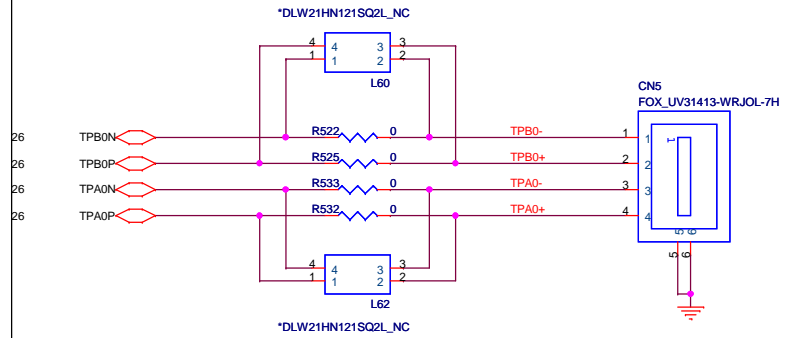 *DLW21HN121SQ2L_NC
4 4 3 3
1 1 2 2
L60
CN5
FOX_UV31413-WRJOL-7H
26 TPB0N R522 0 TPB0- 1 1 1
26 TPB0P R525 0 TPB0+ 2 2
26 TPA0N R533 0 TPA0- 3 3
26 TPA0P R532 0 TPA0+ 4 4
5 6
5 6
4 4 3 3
1 1 2 2
L62
*DLW21HN121SQ2L_NC